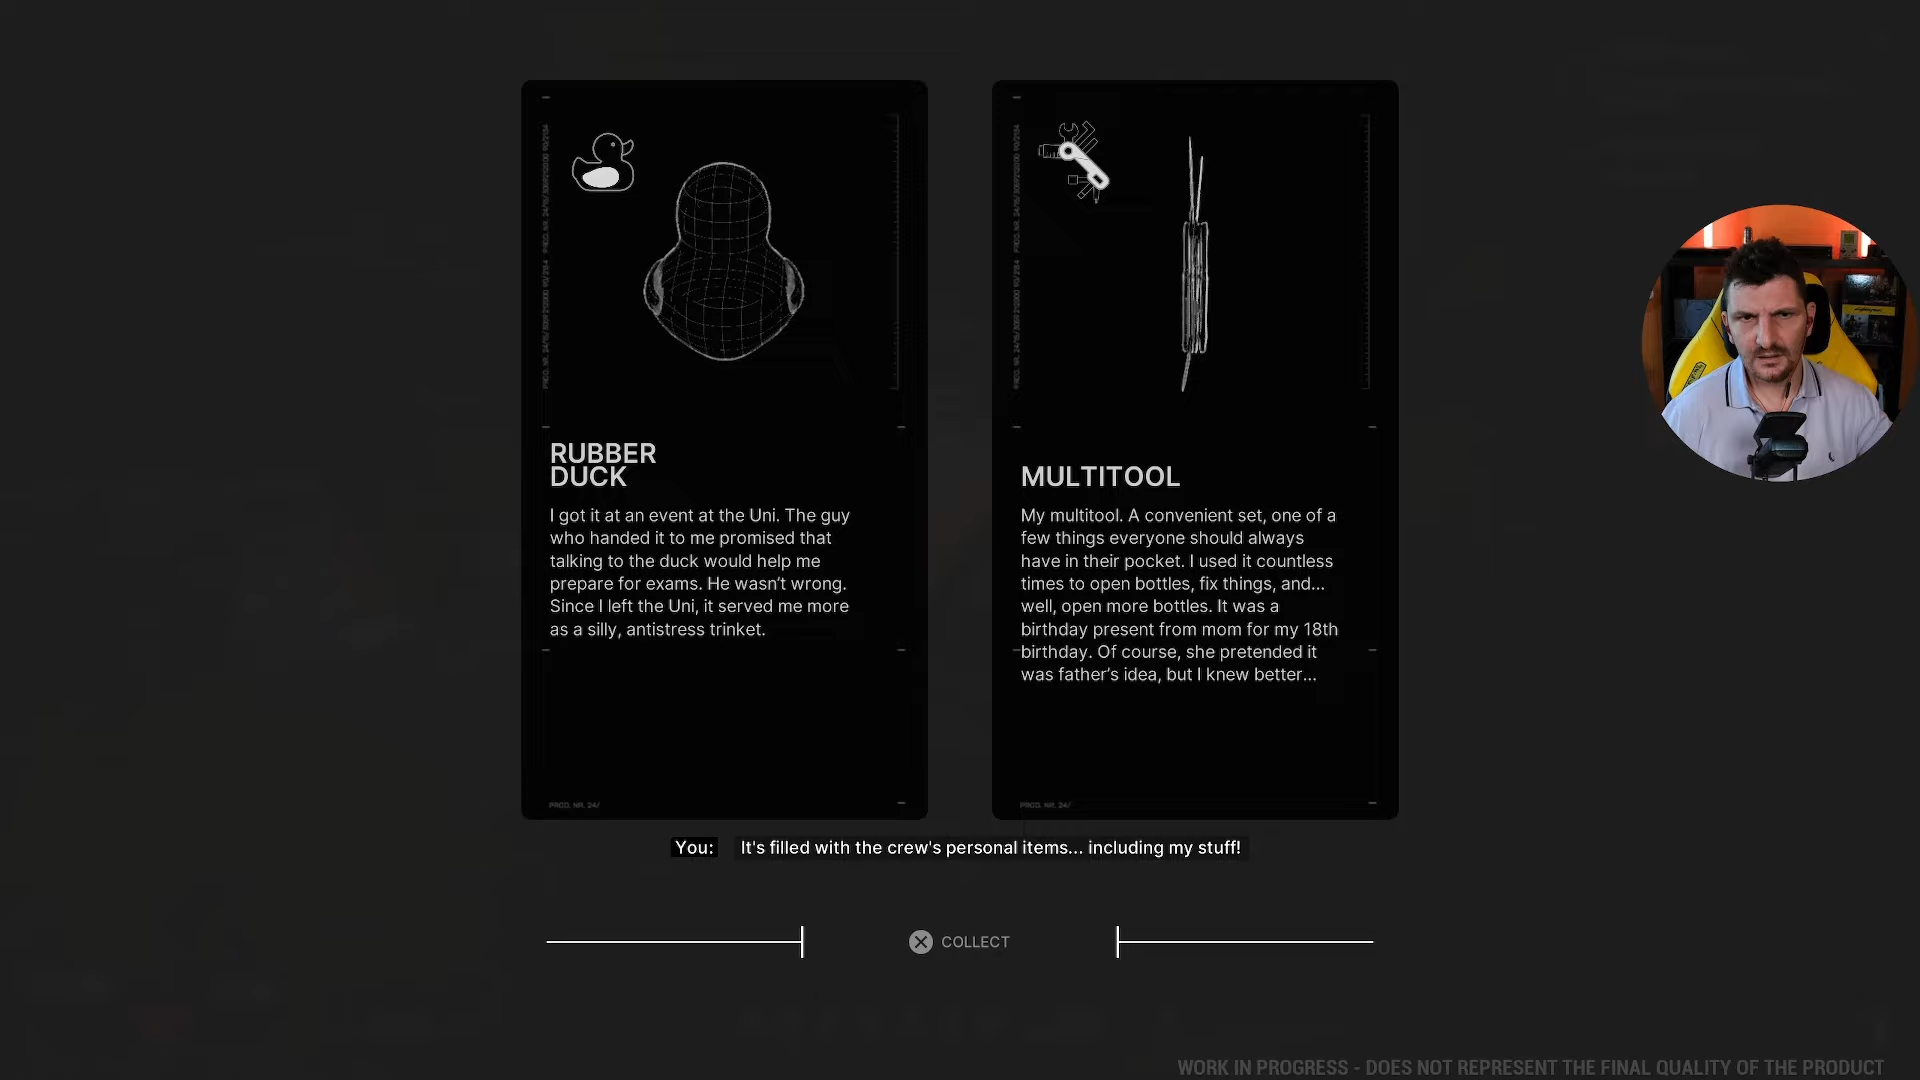 RUBBER
DUCK
I got it at an event at the Uni. The guy
who handed it to me promised that
talking to the duck would help me
prepare for exams. He wasn't wrong.
Since I left the Uni, it served me more
as a silly, antistress trinket.
PROD. NR. 24/
MULTITOOL
My multitool. A convenient set, one of a
few things everyone should always
have in their pocket. I used it countless
times to open bottles, fix things, and...
well, open more bottles. It was a
birthday present from mom for my 18th
birthday. Of course, she pretended it
was father's idea, but I knew better...
PROD. NR. 24/
You: It's filled with the crew's personal items... including my stuff!
COLLECT
WORK IN PROGRESS - DOES NOT REPRESENT THE FINAL QUALITY OF THE PRODUCT